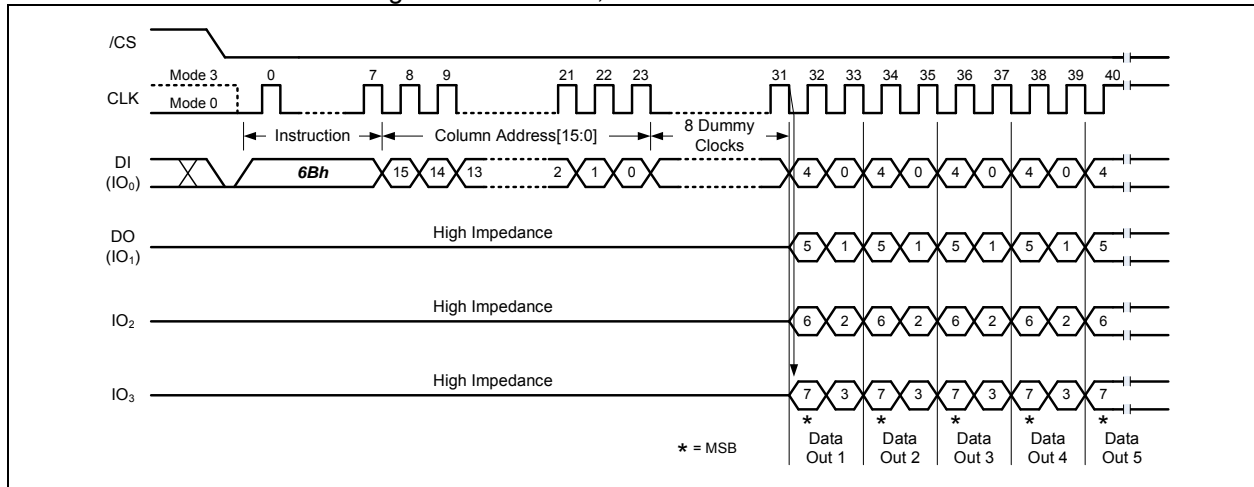 /CS
Mode 3 0 7 8 9 21 22 23 31 32 33 34 35 36 37 38 39 40
CLK
Mode 0
Instruction Column Address[15:0] 8 Dummy
Clocks
DI
(IO₀)
6Bh 15 14 13 2 1 0 4 0 4 0 4 0 4 0 4
DO
(IO₁)
High Impedance
5 1 5 1 5 1 5 1 5
High Impedance
IO₂ 6 2 6 2 6 2 6 2 6
High Impedance
IO₃ 7 3 7 3 7 3 7 3 7
* * * * *
* = MSB
Data Data Data Data Data
Out 1 Out 2 Out 3 Out 4 Out 5